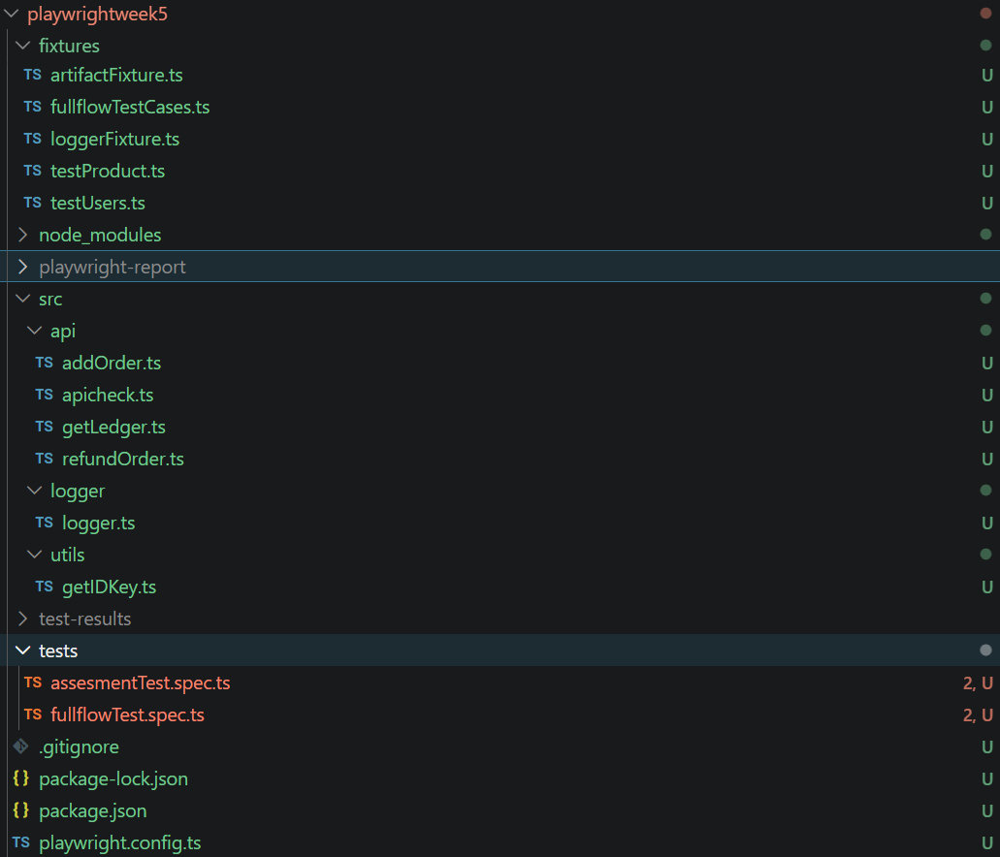 playwrightweek5
fixtures
TS artifactFixture.ts U
TS fullflowTestCases.ts U
TS loggerFixture.ts U
TS testProduct.ts U
TS testUsers.ts U
node_modules
playwright-report
src
api
TS addOrder.ts U
TS apicheck.ts U
TS getLedger.ts U
TS refundOrder.ts U
logger
TS logger.ts U
utils
TS getIDKey.ts U
test-results
tests
TS assesmentTest.spec.ts 2, U
TS fullflowTest.spec.ts 2, U
.gitignore U
{} package-lock.json U
{} package.json U
TS playwright.config.ts U